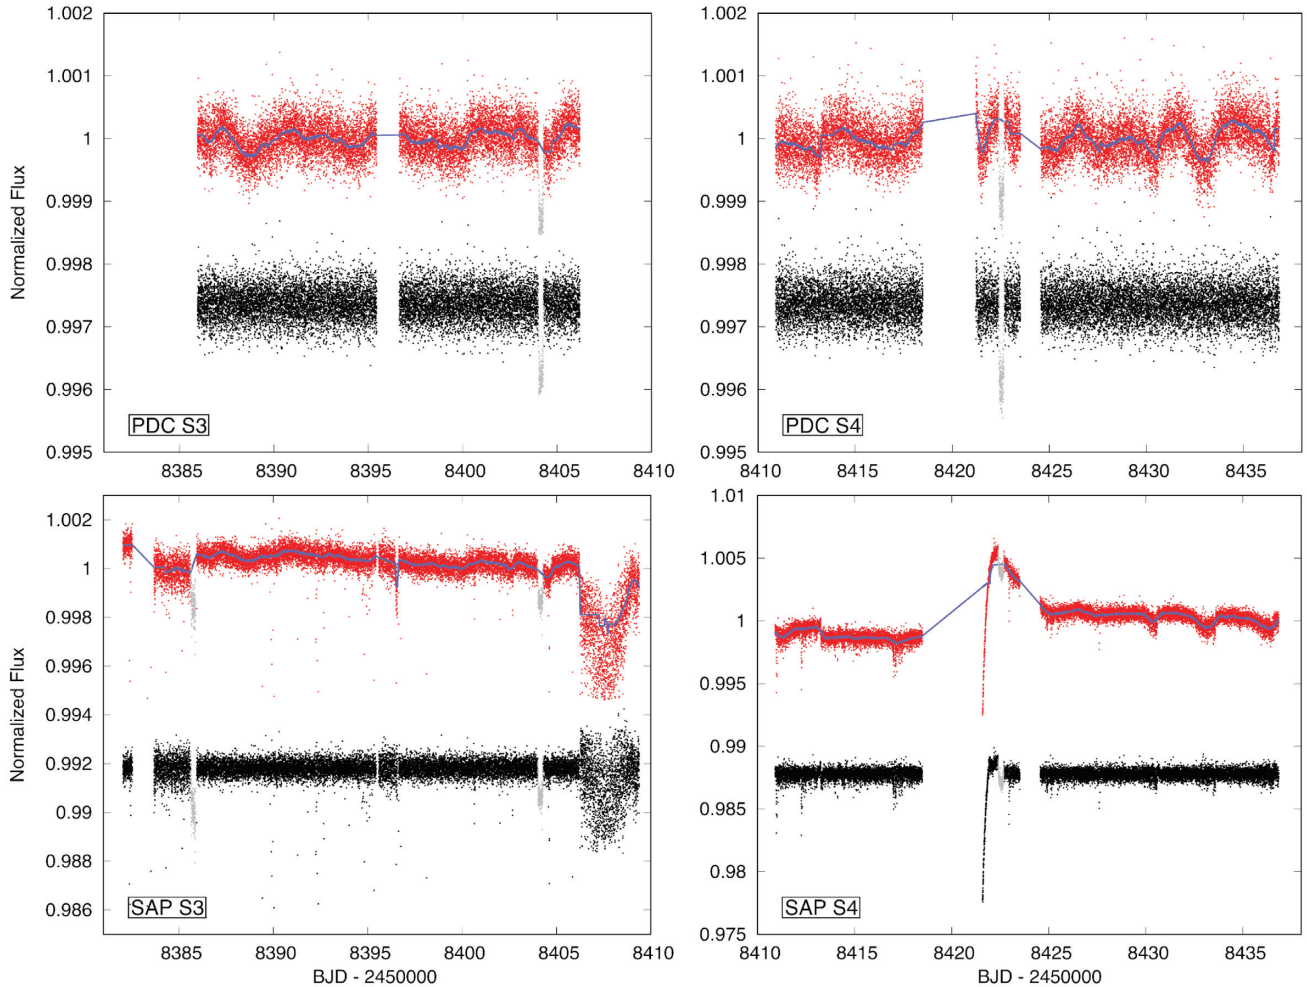 1.002
1.001
1
0.999
0.998
0.997
0.996
0.995
Normalized Flux
PDC S3
8385 8390 8395 8400 8405 8410
1.002
1.001
1
0.999
0.998
0.997
0.996
0.995
PDC S4
8410 8415 8420 8425 8430 8435
1.002
1
0.998
0.996
0.994
0.992
0.99
0.988
0.986
Normalized Flux
SAP S3
8385 8390 8395 8400 8405 8410
BJD - 2450000
1.01
1.005
1
0.995
0.99
0.985
0.98
0.975
SAP S4
8410 8415 8420 8425 8430 8435
BJD - 2450000